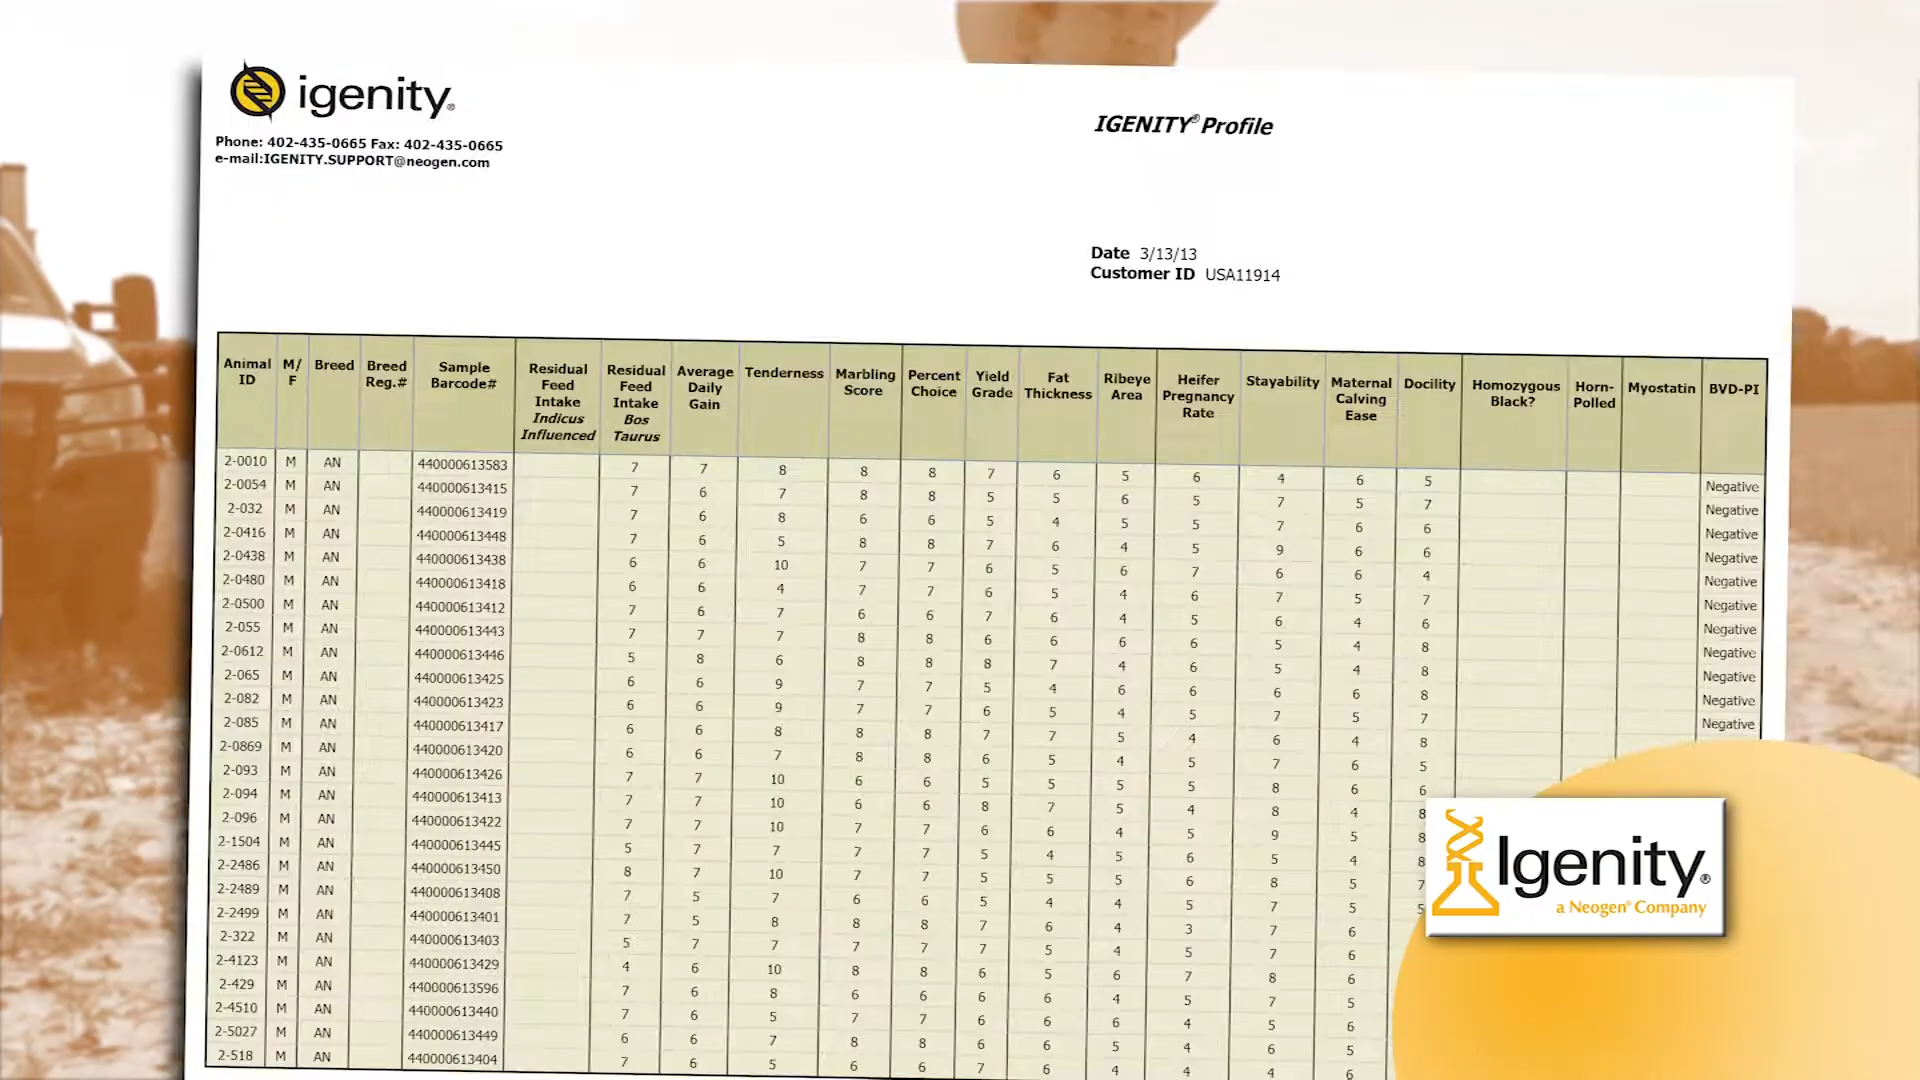 igenity®
Phone: 402-435-0665 Fax: 402-435-0665
e-mail:IGENITY.SUPPORT@neogen.com
IGENITY® Profile
Date 3/13/13
Customer ID USA11914
Animal ID M/F Breed Breed Reg.# Sample Barcode# Residual Feed Intake Indicus Influenced Residual Feed Intake Bos Taurus Average Daily Gain Tenderness Marbling Score Percent Choice Yield Grade Fat Thickness Ribeye Area Heifer Pregnancy Rate Stayability Maternal Calving Ease Docility Homozygous Black? Horn-Polled Myostatin BVD-PI
2-0010 M AN 440000613583 7 7 8 8 8 7 6 5 6 4 6 5 Negative
2-0054 M AN 440000613415 7 6 7 8 8 5 5 6 5 7 5 7 Negative
2-032 M AN 440000613419 7 6 8 6 6 5 4 5 5 7 6 6 Negative
2-0416 M AN 440000613448 7 6 5 8 8 7 6 4 5 9 6 6 Negative
2-0438 M AN 440000613438 6 6 10 7 7 6 5 6 7 6 6 4 Negative
2-0480 M AN 440000613418 6 6 4 7 7 6 5 4 6 7 5 7 Negative
2-0500 M AN 440000613412 7 6 7 6 6 7 6 4 5 6 4 6 Negative
2-055 M AN 440000613443 7 7 7 8 8 6 6 6 6 5 4 8 Negative
2-0612 M AN 440000613446 5 8 6 8 8 8 7 4 6 5 4 8 Negative
2-065 M AN 440000613425 6 6 9 7 7 5 4 6 6 6 6 8 Negative
2-082 M AN 440000613423 6 6 9 7 7 6 5 4 5 7 5 7 Negative
2-085 M AN 440000613417 6 6 8 8 8 7 7 5 4 6 4 8
2-0869 M AN 440000613420 6 6 7 8 8 6 5 4 5 7 6 5
2-093 M AN 440000613426 7 7 10 6 6 5 5 5 5 8 6 6
2-094 M AN 440000613413 7 7 10 6 6 8 7 5 4 8 4 8
2-096 M AN 440000613422 7 7 10 7 7 6 6 4 5 9 5 8
2-1504 M AN 440000613445 5 7 7 7 7 5 4 5 6 5 4 8
2-2486 M AN 440000613450 8 7 10 7 7 5 5 5 6 8 5 7
2-2489 M AN 440000613408 7 5 7 6 6 5 4 4 5 7 5 5
2-2499 M AN 440000613401 7 5 8 8 8 7 6 4 3 7 6
2-322 M AN 440000613403 5 7 7 7 7 7 5 4 5 7 6
2-4123 M AN 440000613429 4 6 10 8 8 6 5 6 7 8 6
2-429 M AN 440000613596 7 6 8 6 6 6 6 4 5 7 5
2-4510 M AN 440000613440 7 6 5 7 7 6 6 6 4 5 6
2-5027 M AN 440000613449 6 6 7 8 8 6 6 5 4 6 5
2-518 M AN 440000613404 7 6 5 6 6 7 6 4 4 4 6
Igenity®
a Neogen® Company